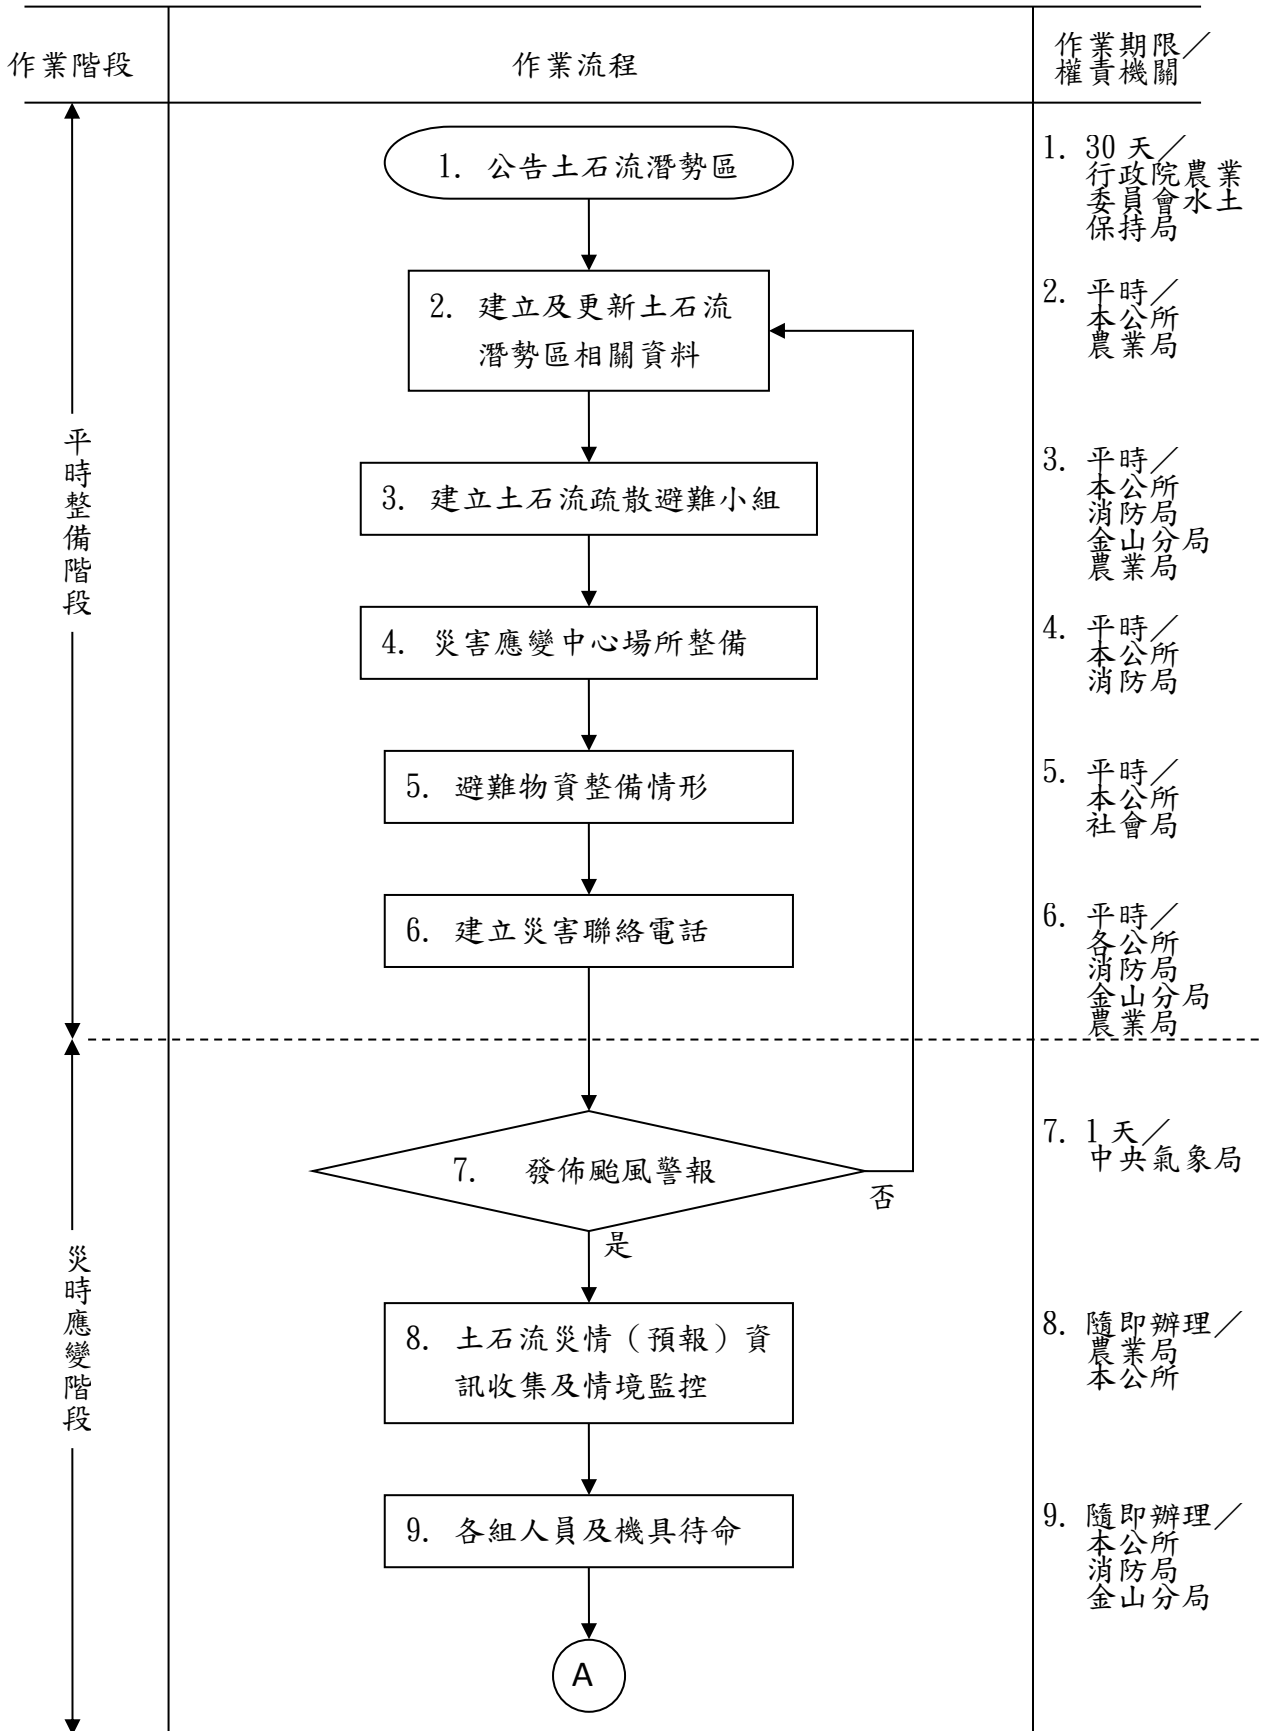 作業階段
作業流程
作業期限／
權責機關
平時整備階段
1. 公告土石流潛勢區
1. 30 天／
行政院農業
委員會水土
保持局
2. 建立及更新土石流
潛勢區相關資料
2. 平時／
本公所
農業局
3. 建立土石流疏散避難小組
3. 平時／
本公所
消防局
金山分局
農業局
4. 災害應變中心場所整備
4. 平時／
本公所
消防局
5. 避難物資整備情形
5. 平時／
本公所
社會局
6. 建立災害聯絡電話
6. 平時／
各公所
消防局
金山分局
農業局
災時應變階段
7. 發佈颱風警報
否
是
7. 1 天／
中央氣象局
8. 土石流災情（預報）資
訊收集及情境監控
8. 隨即辦理／
農業局
本公所
9. 各組人員及機具待命
9. 隨即辦理／
本公所
消防局
金山分局
A